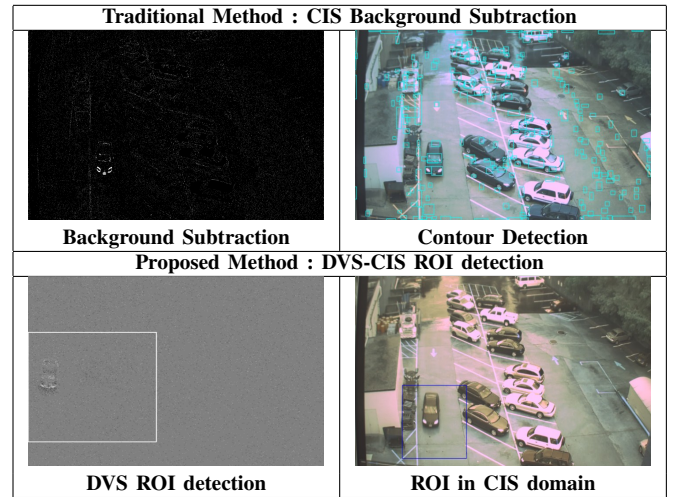 Traditional Method : CIS Background Subtraction
Background Subtraction
Contour Detection
Proposed Method : DVS-CIS ROI detection
DVS ROI detection
ROI in CIS domain